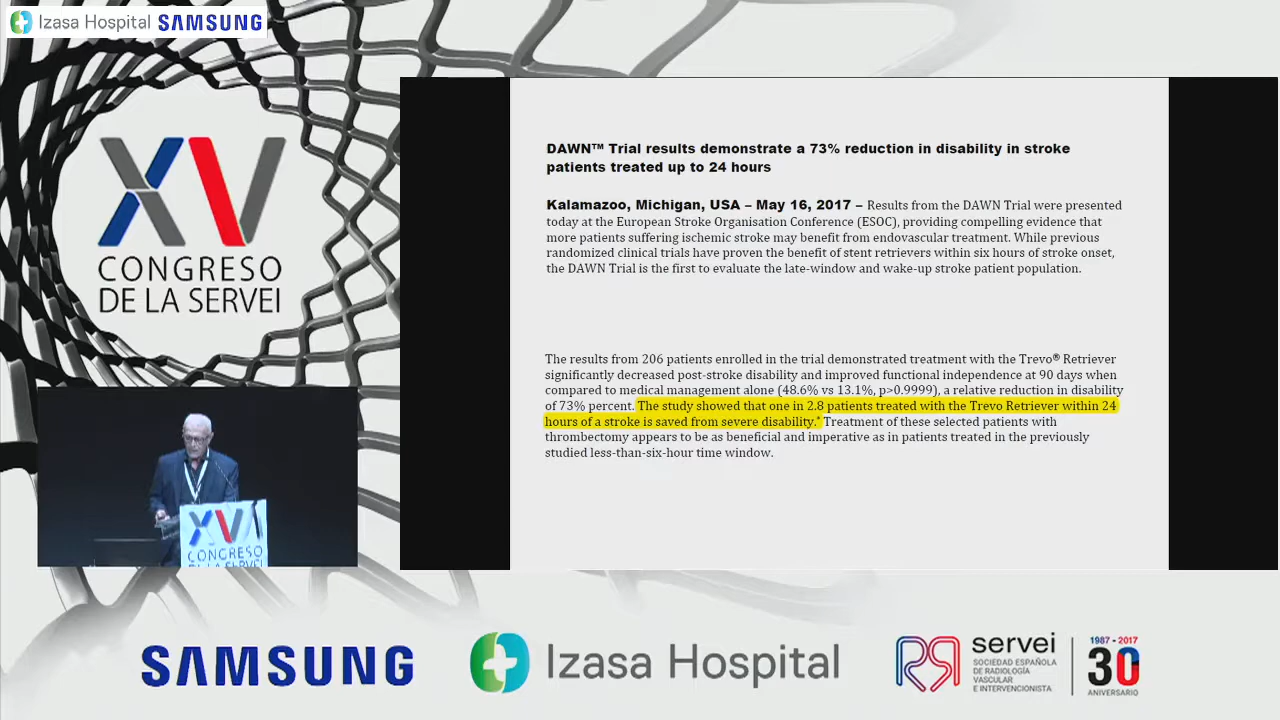 Izasa Hospital SAMSUNG
XV
CONGRESO
DE LA SERVEI
DAWN™ Trial results demonstrate a 73% reduction in disability in stroke
patients treated up to 24 hours
Kalamazoo, Michigan, USA – May 16, 2017 – Results from the DAWN Trial were presented
today at the European Stroke Organisation Conference (ESOC), providing compelling evidence that
more patients suffering ischemic stroke may benefit from endovascular treatment. While previous
randomized clinical trials have proven the benefit of stent retrievers within six hours of stroke onset,
the DAWN Trial is the first to evaluate the late-window and wake-up stroke patient population.
The results from 206 patients enrolled in the trial demonstrated treatment with the Trevo® Retriever
significantly decreased post-stroke disability and improved functional independence at 90 days when
compared to medical management alone (48.6% vs 13.1%, p>0.9999), a relative reduction in disability
of 73% percent. The study showed that one in 2.8 patients treated with the Trevo Retriever within 24
hours of a stroke is saved from severe disability.* Treatment of these selected patients with
thrombectomy appears to be as beneficial and imperative as in patients treated in the previously
studied less-than-six-hour time window.
XV
CONGRESO
DE LA SERVEI
SAMSUNG
Izasa Hospital
servei
SOCIEDAD ESPAÑOLA
DE RADIOLOGÍA
VASCULAR
E INTERVENCIONISTA
1987 - 2017
30
ANIVERSARIO